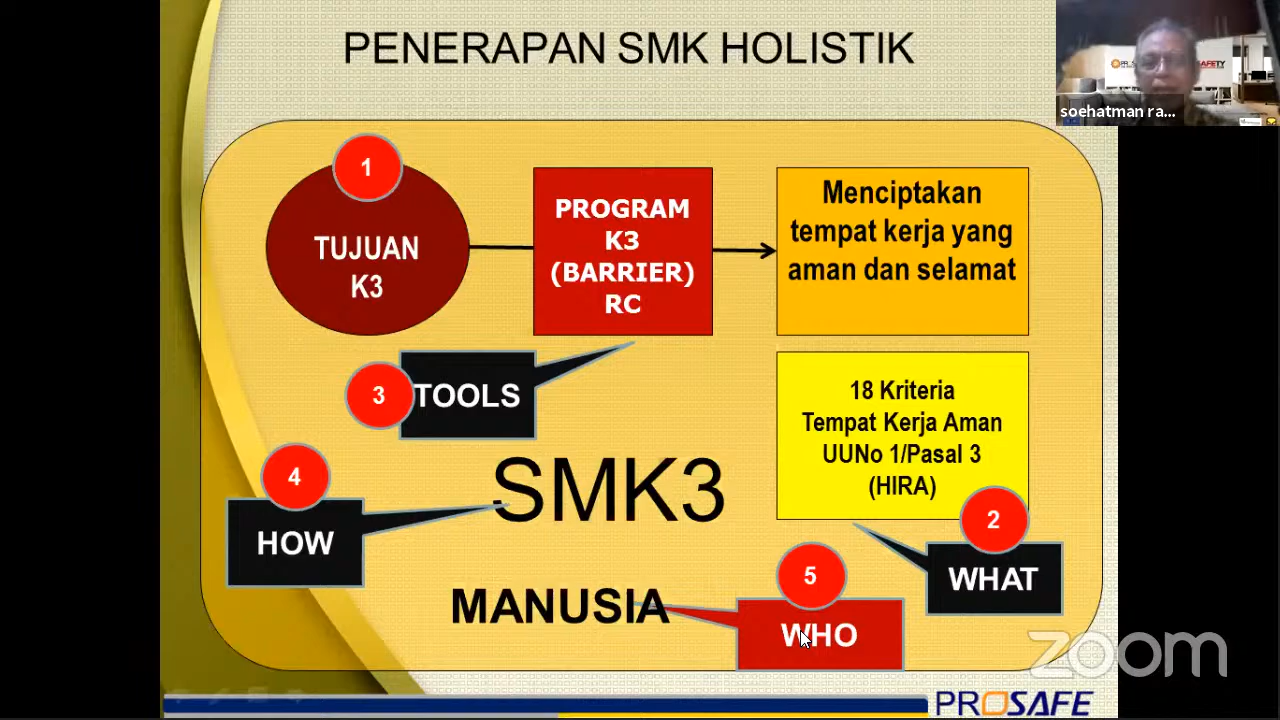 PENERAPAN SMK HOLISTIK
soehatman ra...
1
TUJUAN
K3
PROGRAM
K3
(BARRIER)
RC
Menciptakan
tempat kerja yang
aman dan selamat
3
TOOLS
18 Kriteria
Tempat Kerja Aman
UUNo 1/Pasal 3
(HIRA)
4
HOW
SMK3
2
WHAT
MANUSIA
5
WHO
zoom
PROSAFE